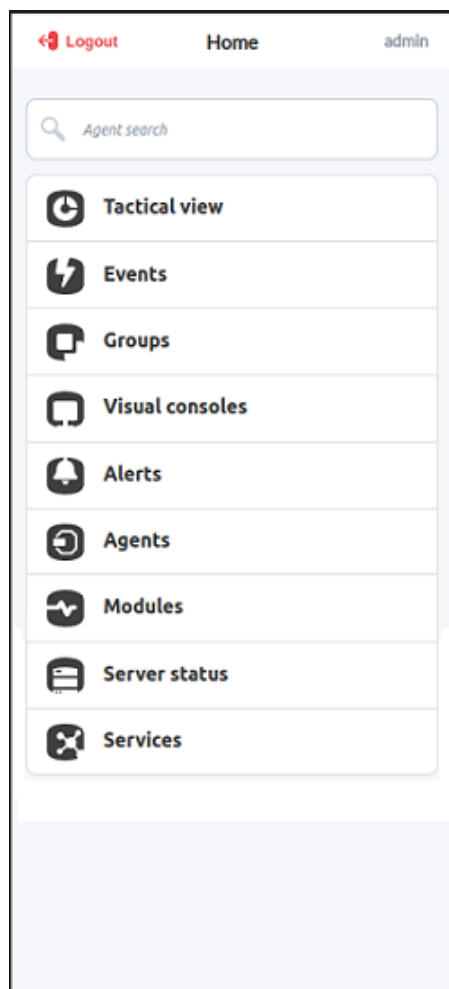 Logout Home admin
Agent search
Tactical view
Events
Groups
Visual consoles
Alerts
Agents
Modules
Server status
Services